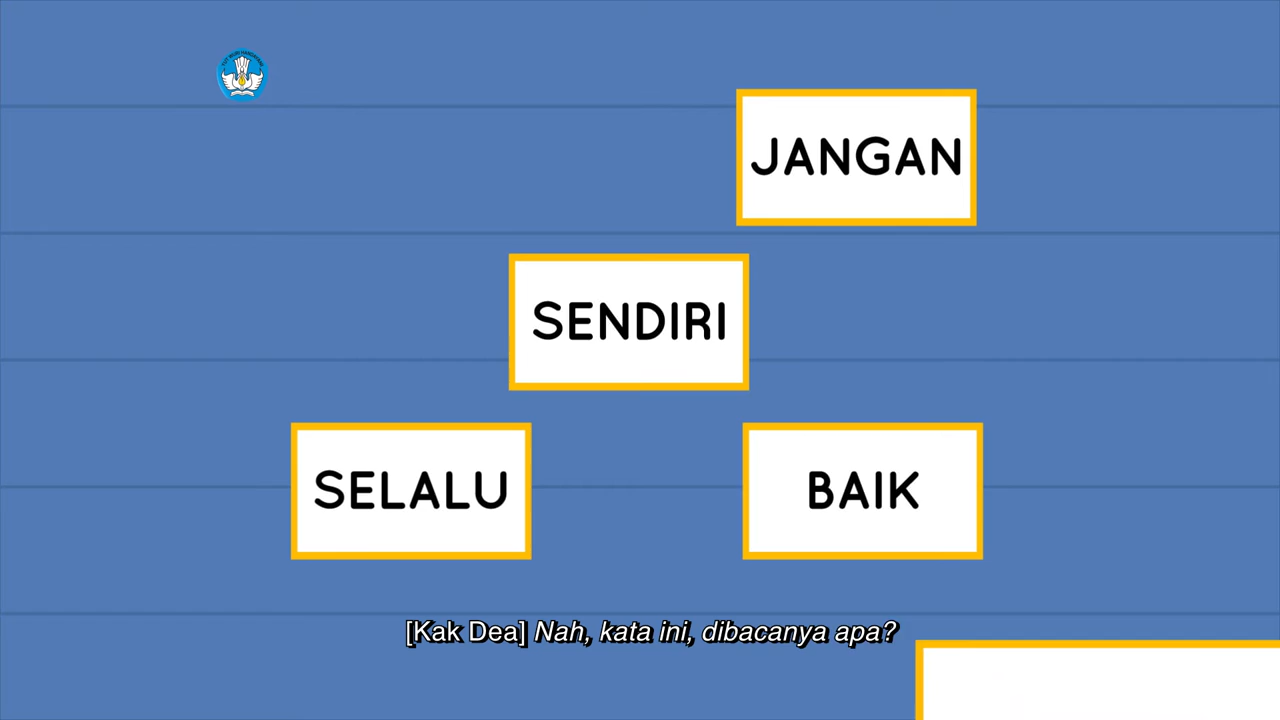 JANGAN
SENDIRI
SELALU
BAIK
[Kak Dea] Nah, kata ini, dibacanya apa?